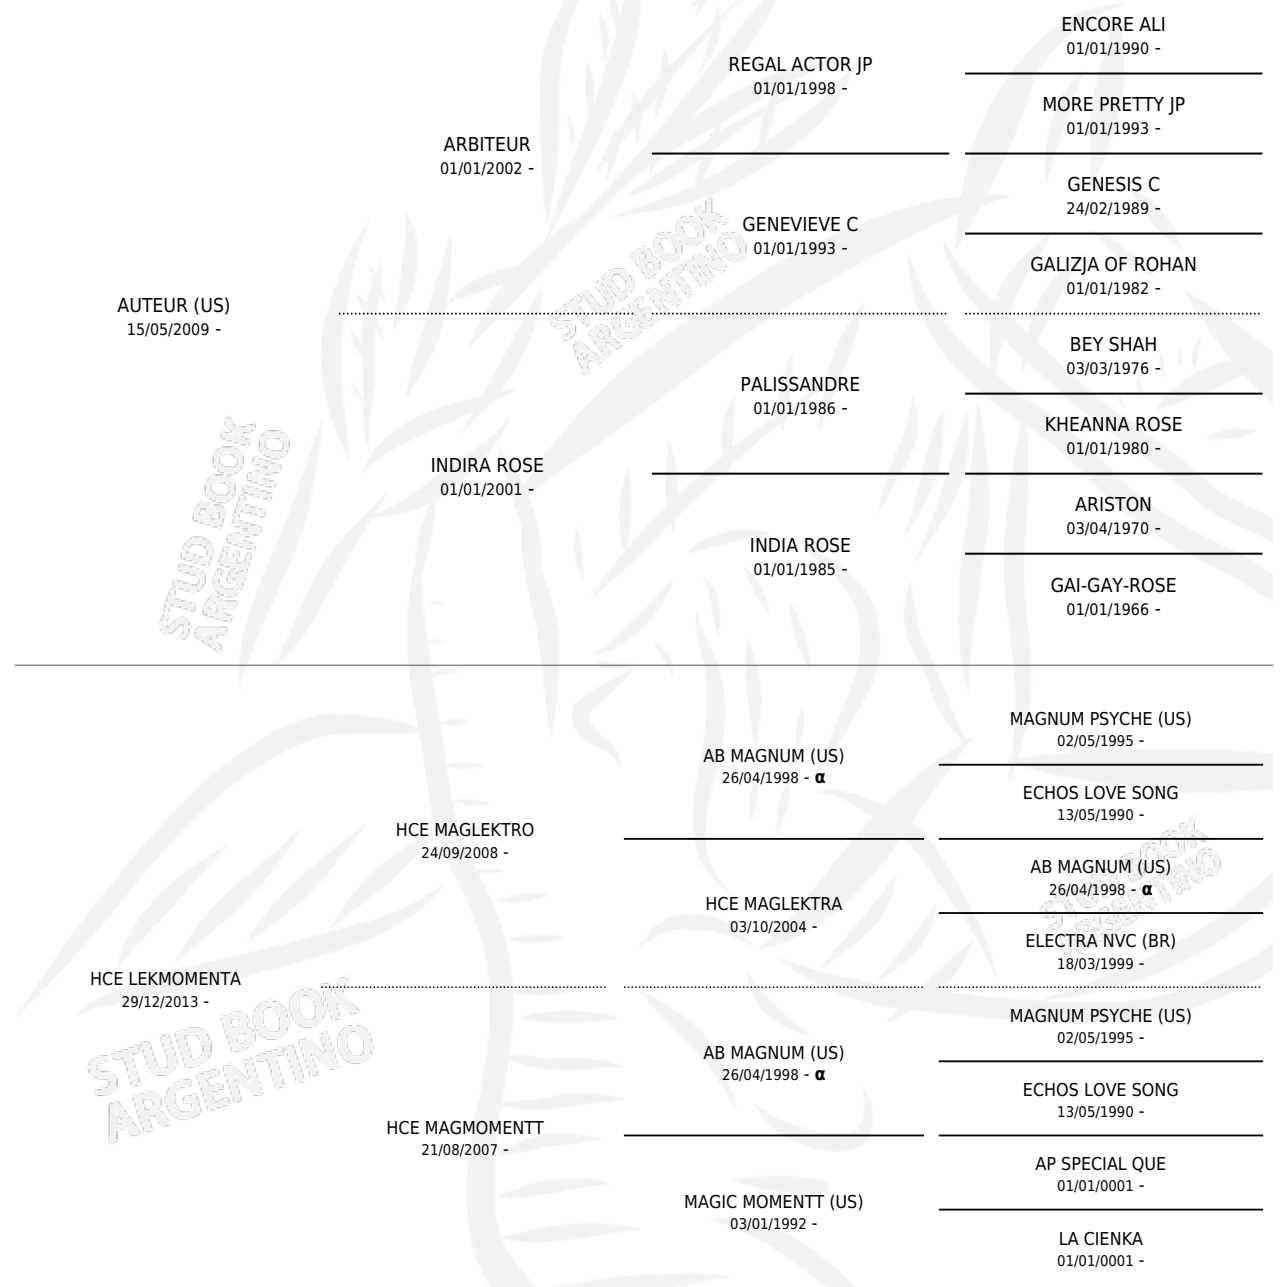 ENCORE ALI
01/01/1990 -
REGAL ACTOR JP
01/01/1998 -
MORE PRETTY JP
01/01/1993 -
ARBITEUR
01/01/2002 -
GENESIS C
24/02/1989 -
GENEVIEVE C
01/01/1993 -
GALIZJA OF ROHAN
01/01/1982 -
AUTEUR (US)
15/05/2009 -
BEY SHAH
03/03/1976 -
PALISSANDRE
01/01/1986 -
KHEANNA ROSE
01/01/1980 -
INDIRA ROSE
01/01/2001 -
ARISTON
03/04/1970 -
INDIA ROSE
01/01/1985 -
GAI-GAY-ROSE
01/01/1966 -
STUD BOOK
ARGENTINO
STUD BOOK
ARGENTINO
MAGNUM PSYCHE (US)
02/05/1995 -
AB MAGNUM (US)
26/04/1998 - α
ECHOS LOVE SONG
13/05/1990 -
HCE MAGLEKTRO
24/09/2008 -
AB MAGNUM (US)
26/04/1998 - α
HCE MAGLEKTRA
03/10/2004 -
ELECTRA NVC (BR)
18/03/1999 -
HCE LEKMOMENTA
29/12/2013 -
MAGNUM PSYCHE (US)
02/05/1995 -
AB MAGNUM (US)
26/04/1998 - α
ECHOS LOVE SONG
13/05/1990 -
HCE MAGMOMENTT
21/08/2007 -
AP SPECIAL QUE
01/01/0001 -
MAGIC MOMENTT (US)
03/01/1992 -
LA CIENKA
01/01/0001 -
STUD BOOK
ARGENTINO
STUD BOOK
ARGENTINO